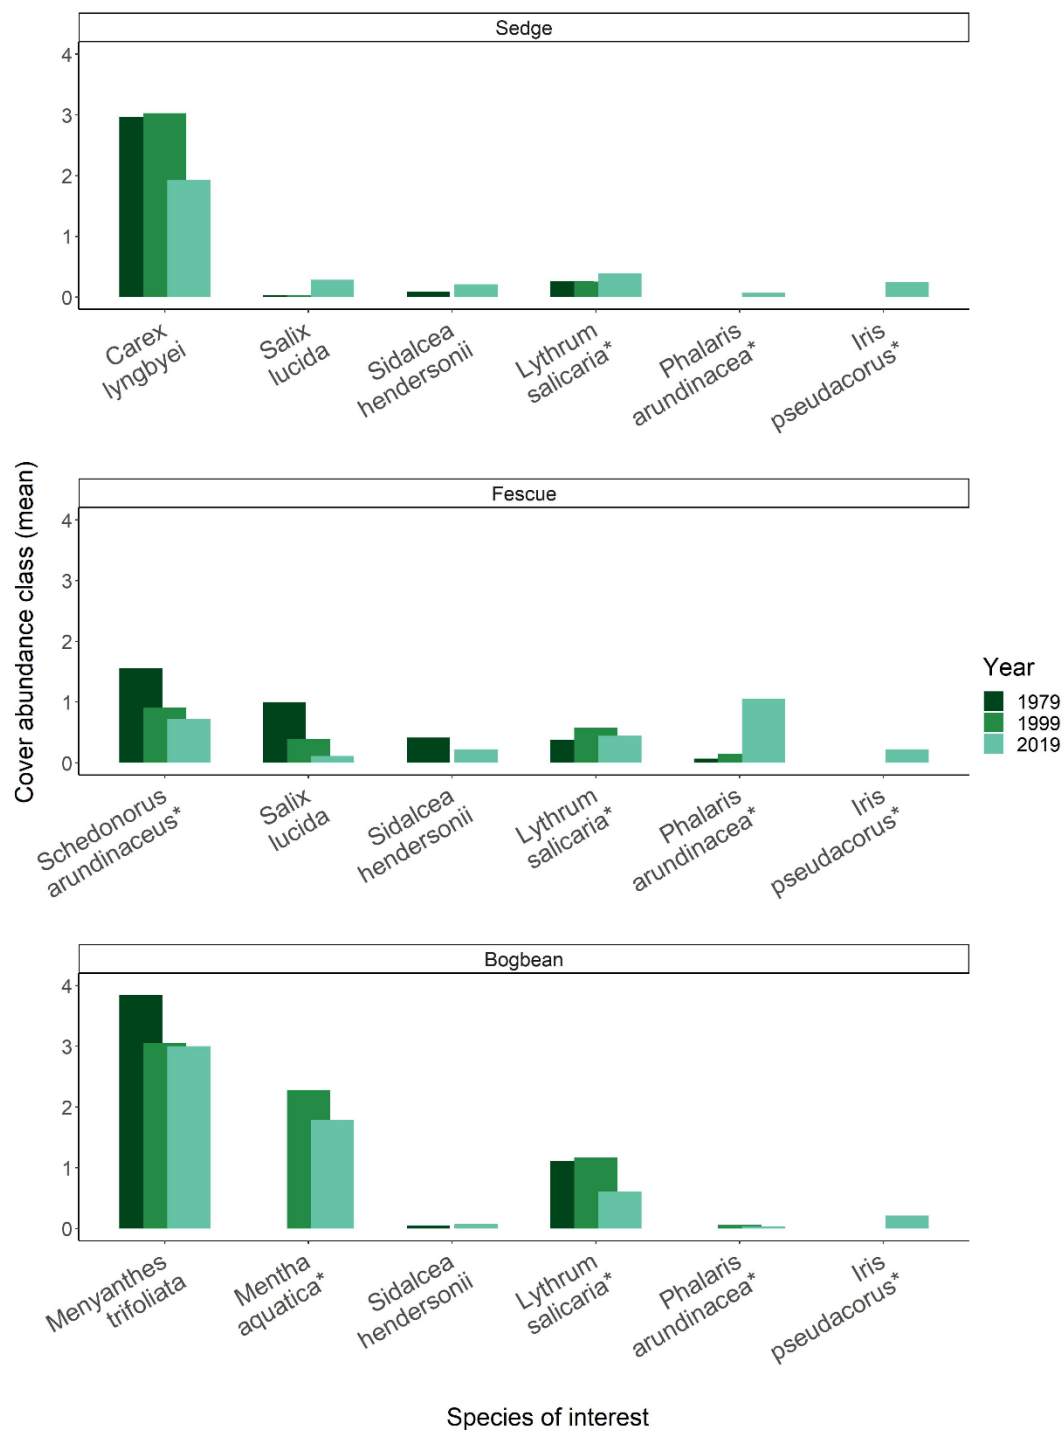 Sedge
4
3
2
1
0
Carex
lyngbyei
Salix
lucida
Sidalcea
hendersonii
Lythrum
salicaria*
Phalaris
arundinacea*
Iris
pseudacorus*
Cover abundance class (mean)
Fescue
4
3
2
1
0
Schedonorus
arundinaceus*
Salix
lucida
Sidalcea
hendersonii
Lythrum
salicaria*
Phalaris
arundinacea*
Iris
pseudacorus*
Year
1979
1999
2019
Bogbean
4
3
2
1
0
Menyanthes
trifoliata
Mentha
aquatica*
Sidalcea
hendersonii
Lythrum
salicaria*
Phalaris
arundinacea*
Iris
pseudacorus*
Species of interest